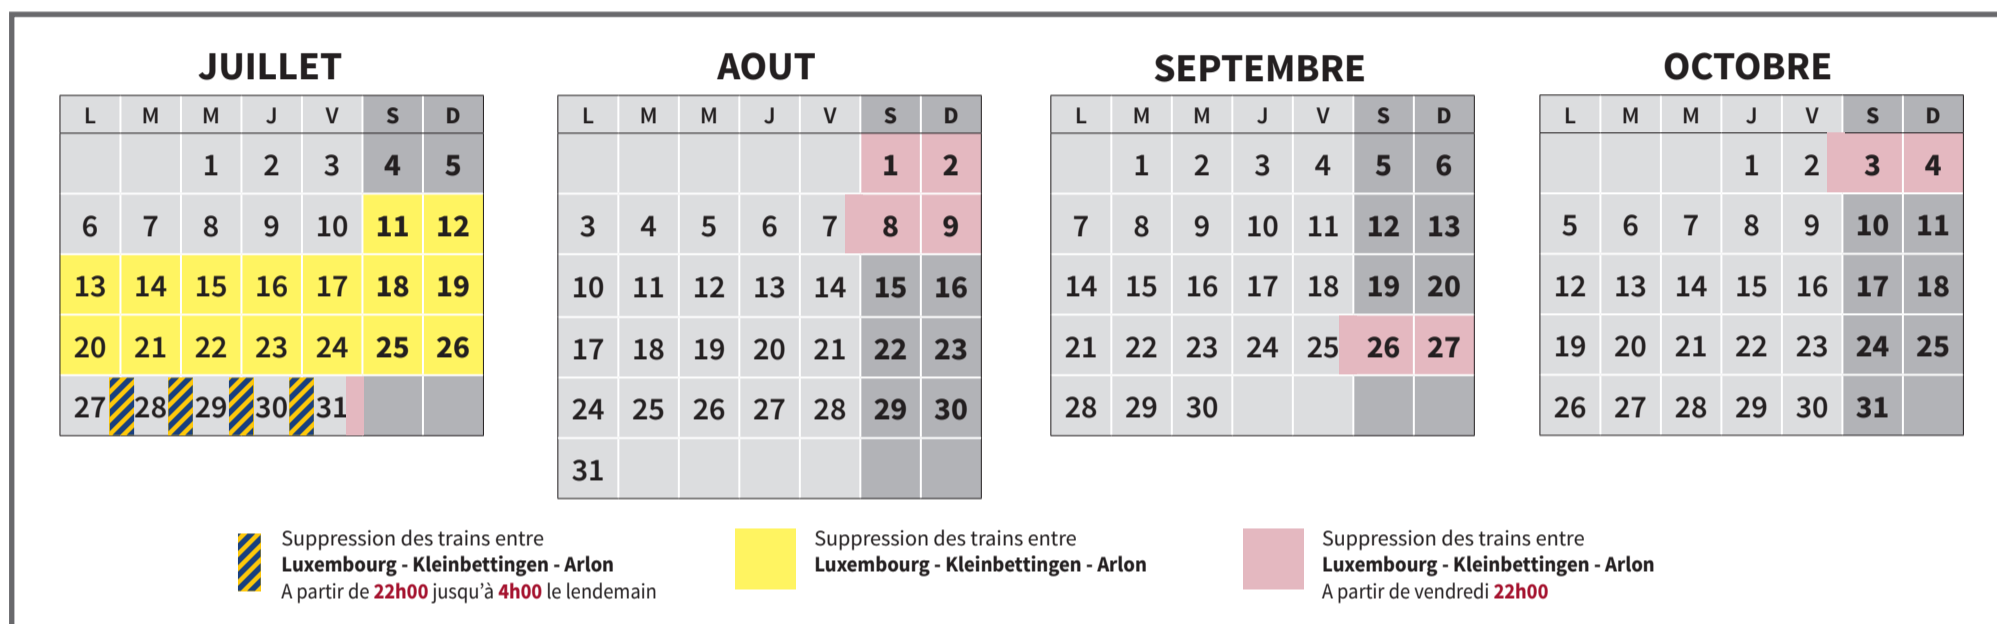 JUILLET
L M M J V S D
1 2 3 4 5
6 7 8 9 10 11 12
13 14 15 16 17 18 19
20 21 22 23 24 25 26
27 28 29 30 31
AOUT
L M M J V S D
1 2
3 4 5 6 7 8 9
10 11 12 13 14 15 16
17 18 19 20 21 22 23
24 25 26 27 28 29 30
31
SEPTEMBRE
L M M J V S D
1 2 3 4 5 6
7 8 9 10 11 12 13
14 15 16 17 18 19 20
21 22 23 24 25 26 27
28 29 30
OCTOBRE
L M M J V S D
1 2 3 4
5 6 7 8 9 10 11
12 13 14 15 16 17 18
19 20 21 22 23 24 25
26 27 28 29 30 31
Suppression des trains entre
Luxembourg - Kleinbettingen - Arlon
A partir de 22h00 jusqu'à 4h00 le lendemain
Suppression des trains entre
Luxembourg - Kleinbettingen - Arlon
Suppression des trains entre
Luxembourg - Kleinbettingen - Arlon
A partir de vendredi 22h00